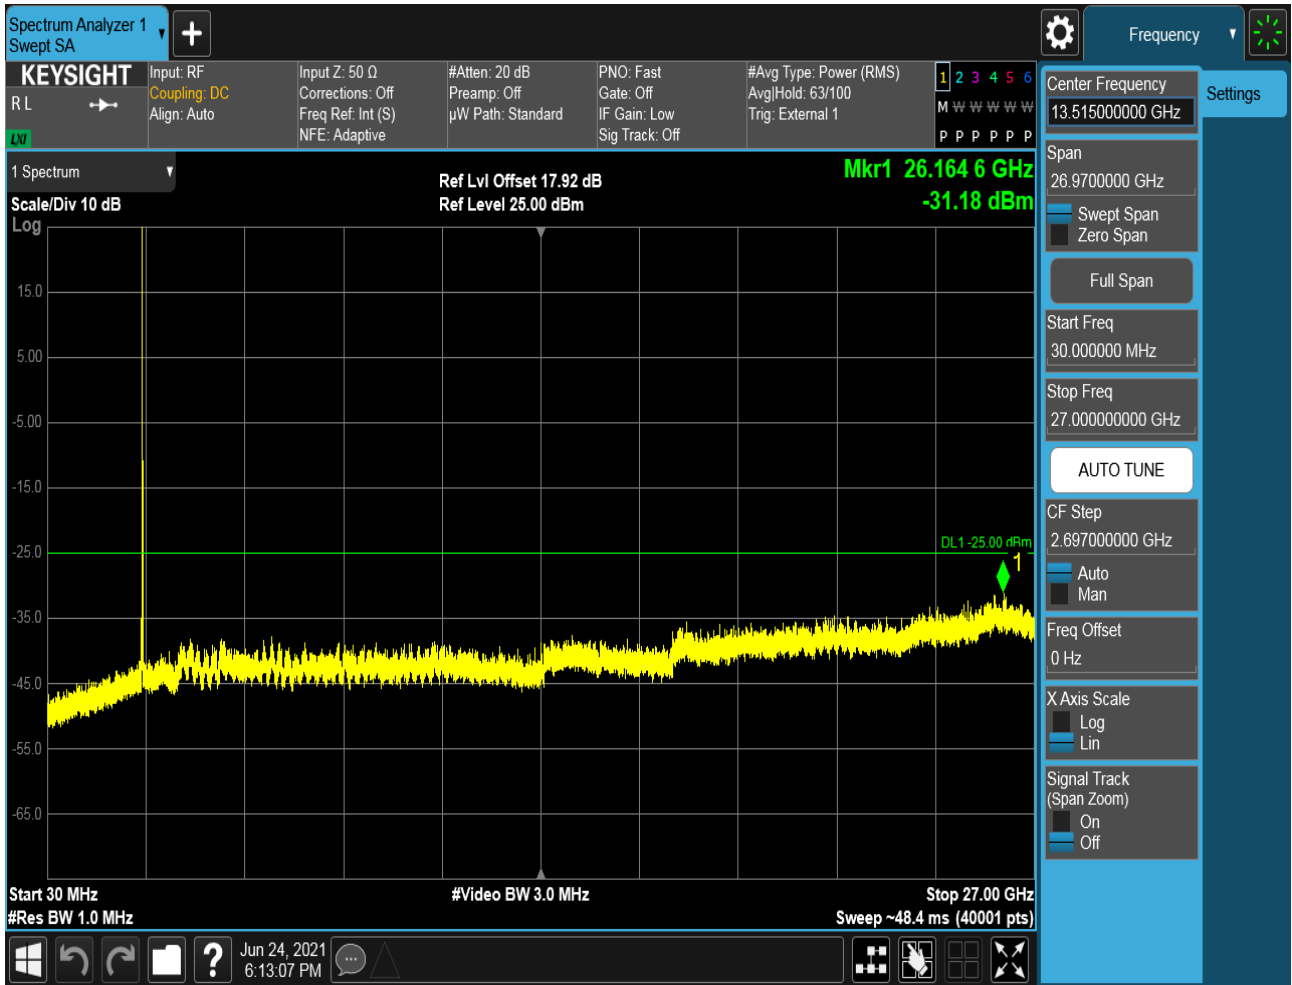 Spectrum Analyzer 1
Swept SA
Frequency
KEYSIGHT
R L
LXI
Input: RF
Coupling: DC
Align: Auto
Input Z: 50 Ω
Corrections: Off
Freq Ref: Int (S)
NFE: Adaptive
#Atten: 20 dB
Preamp: Off
µW Path: Standard
PNO: Fast
Gate: Off
IF Gain: Low
Sig Track: Off
#Avg Type: Power (RMS)
Avg|Hold: 63/100
Trig: External 1
1 2 3 4 5 6
M W W W W W
P P P P P P
1 Spectrum
Scale/Div 10 dB
Log
Ref Lvl Offset 17.92 dB
Ref Level 25.00 dBm
Mkr1 26.164 6 GHz
-31.18 dBm
15.0
5.00
-5.00
-15.0
-25.0
-35.0
-45.0
-55.0
-65.0
DL1 -25.00 dBm
1
Start 30 MHz
#Res BW 1.0 MHz
#Video BW 3.0 MHz
Stop 27.00 GHz
Sweep ~48.4 ms (40001 pts)
Center Frequency
13.515000000 GHz
Settings
Span
26.9700000 GHz
Swept Span
Zero Span
Full Span
Start Freq
30.000000 MHz
Stop Freq
27.000000000 GHz
AUTO TUNE
CF Step
2.697000000 GHz
Auto
Man
Freq Offset
0 Hz
X Axis Scale
Log
Lin
Signal Track
(Span Zoom)
On
Off
?
Jun 24, 2021
6:13:07 PM